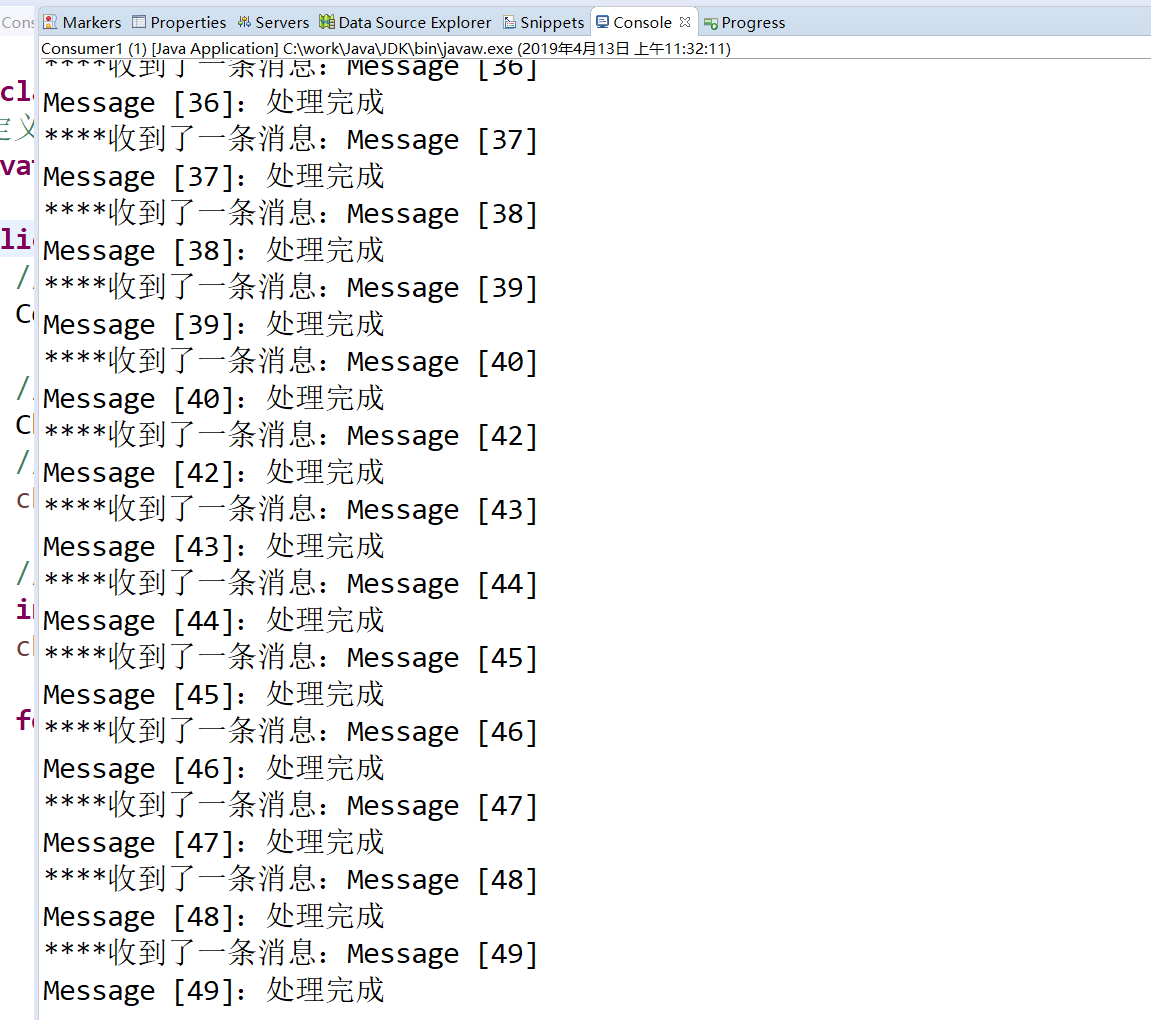 Markers Properties Servers Data Source Explorer Snippets Console Progress
Consumer1 (1) [Java Application] C:\work\Java\JDK\bin\javaw.exe (2019年4月13日 上午11:32:11)
****收到了一条消息：Message [36]
Message [36]：处理完成
****收到了一条消息：Message [37]
Message [37]：处理完成
****收到了一条消息：Message [38]
Message [38]：处理完成
****收到了一条消息：Message [39]
Message [39]：处理完成
****收到了一条消息：Message [40]
Message [40]：处理完成
****收到了一条消息：Message [42]
Message [42]：处理完成
****收到了一条消息：Message [43]
Message [43]：处理完成
****收到了一条消息：Message [44]
Message [44]：处理完成
****收到了一条消息：Message [45]
Message [45]：处理完成
****收到了一条消息：Message [46]
Message [46]：处理完成
****收到了一条消息：Message [47]
Message [47]：处理完成
****收到了一条消息：Message [48]
Message [48]：处理完成
****收到了一条消息：Message [49]
Message [49]：处理完成